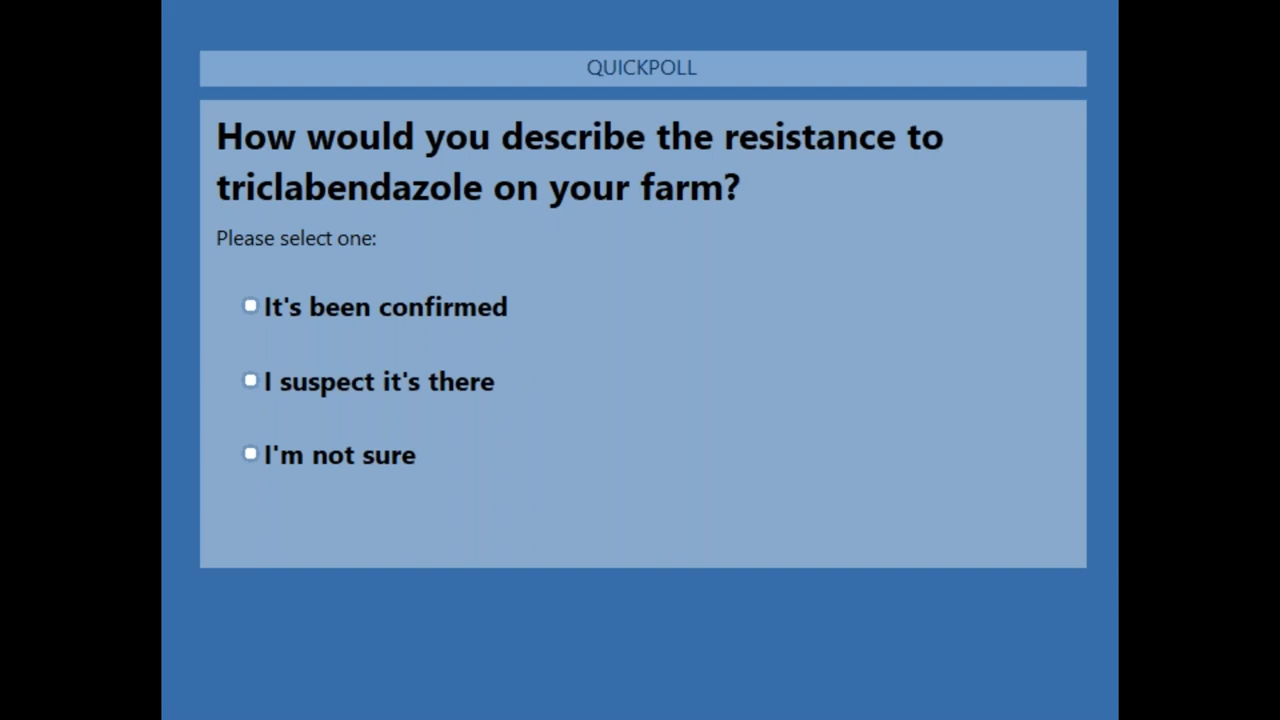 QUICKPOLL
How would you describe the resistance to
triclabendazole on your farm?
Please select one:
It's been confirmed
I suspect it's there
I'm not sure